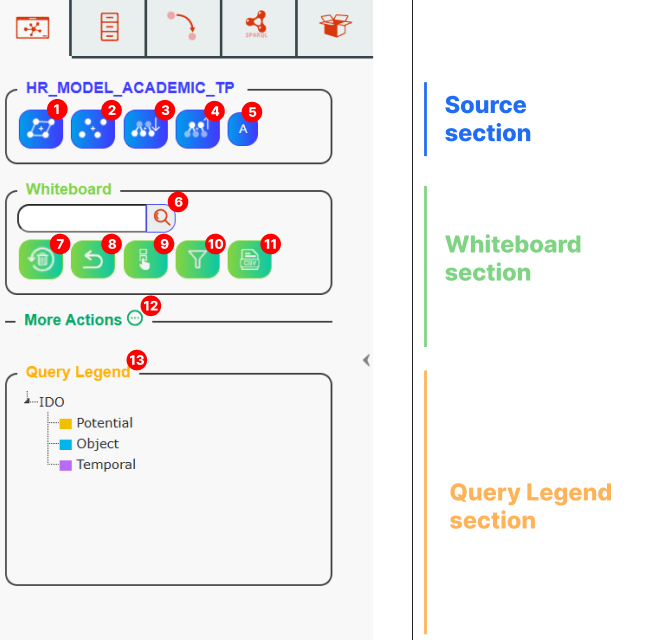 SPARQL
HR_MODEL_ACADEMIC_TP
1 2 3 4 5
A
Source
section
Whiteboard
6
7 8 9 10 11
CSV
Whiteboard
section
12
More Actions
13
Query Legend
IDO
Potential
Object
Temporal
Query Legend
section